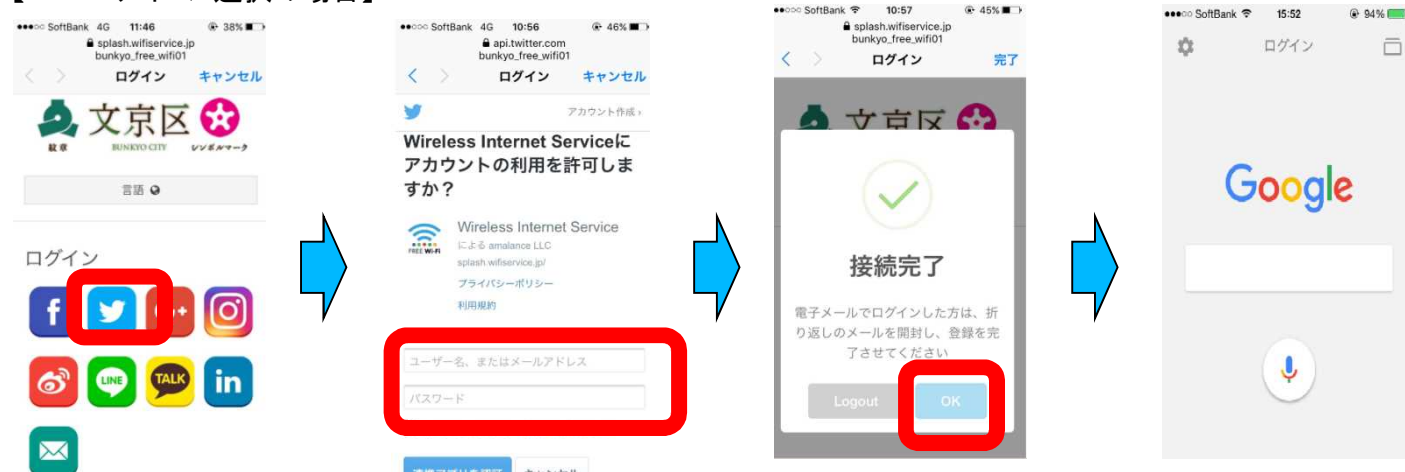 SoftBank 4G 11:46 38%
splash.wifiservice.jp
bunkyo_free_wifi01
ログイン キャンセル
文京区
紋章 BUNKYO CITY シンボルマーク
言語
ログイン
f G+
LINE TALK in
SoftBank 4G 10:56 46%
api.twitter.com
bunkyo_free_wifi01
ログイン キャンセル
アカウント作成 ›
Wireless Internet Serviceに
アカウントの利用を許可しま
すか？
Wireless Internet Service
による amalance LLC
splash.wifiservice.jp/
プライバシーポリシー
利用規約
FREE Wi-Fi
ユーザー名、またはメールアドレス
パスワード
SoftBank 10:57 45%
splash.wifiservice.jp
bunkyo_free_wifi01
ログイン 完了
文京区
接続完了
電子メールでログインした方は、折
り返しのメールを開封し、登録を完
了させてください
Logout OK
SoftBank 15:52 94%
ログイン
Google